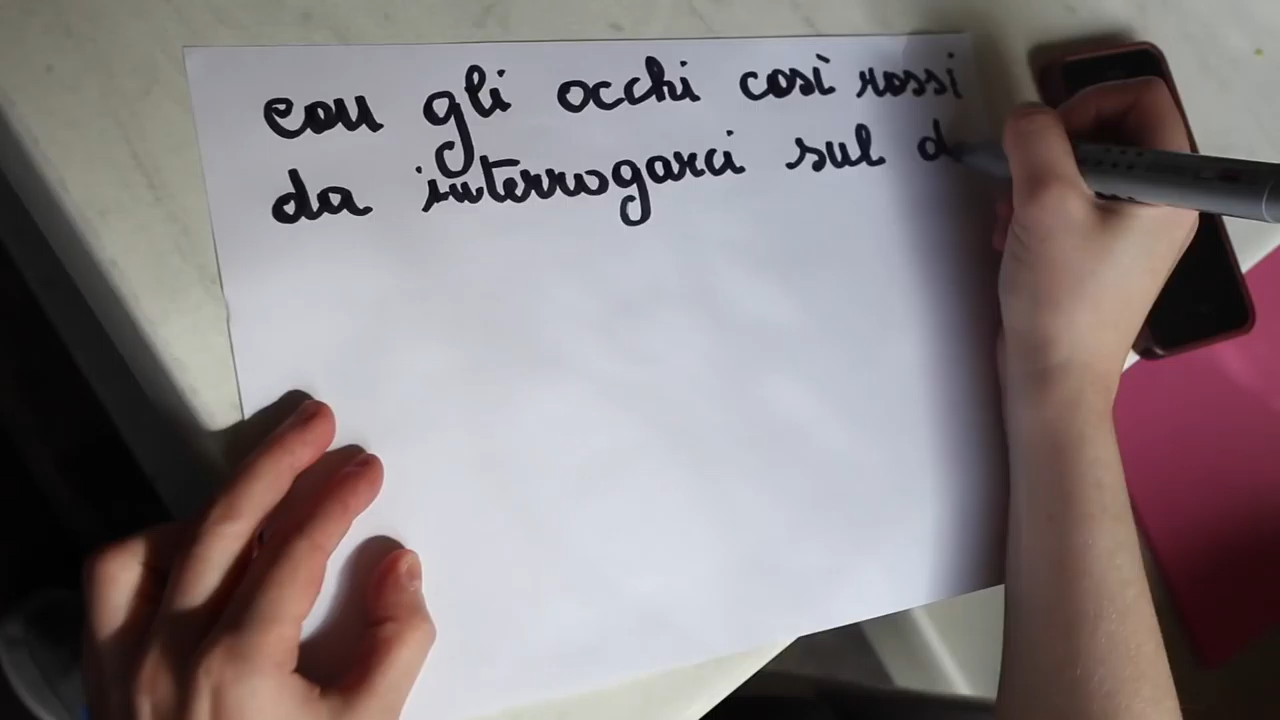 con gli occhi così rossi
da interrogarci sul d